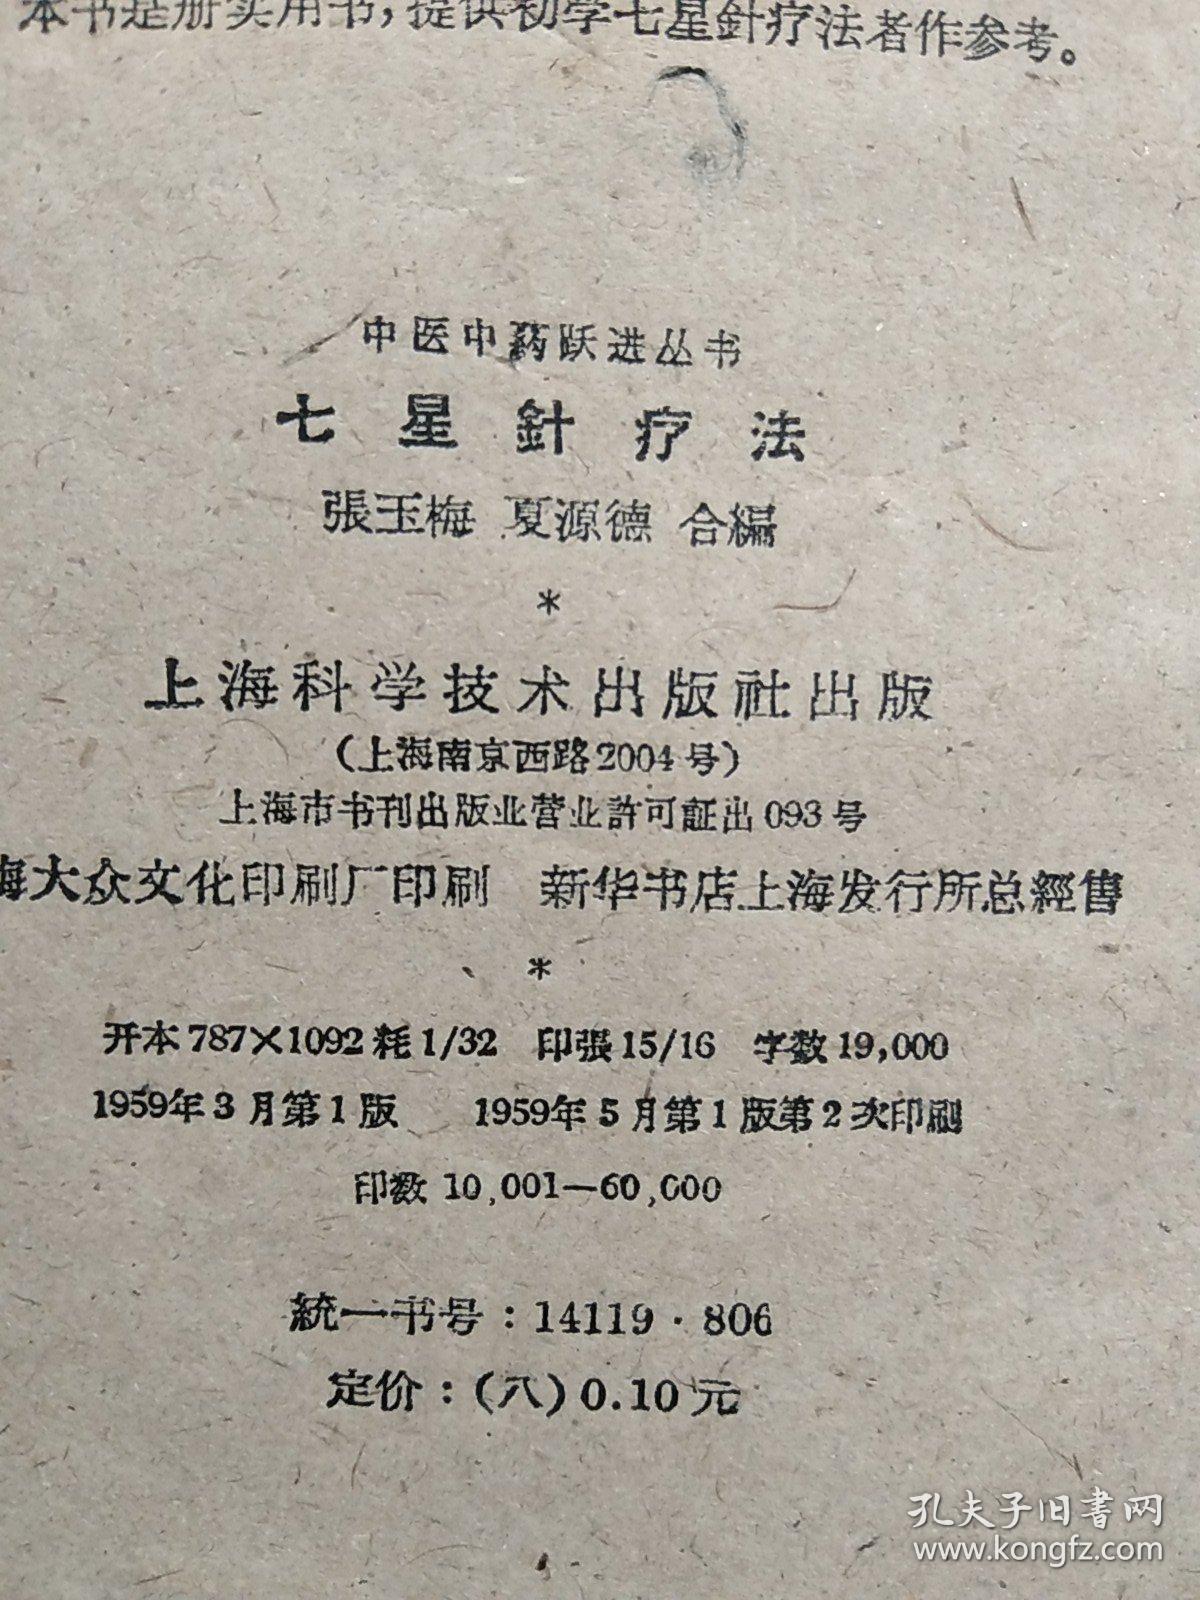 本书是册实用书，提供初学七星針疗法者作参考。
中医中药跃进丛书
七星針疗法
張玉梅 夏源德 合編
*
上海科学技术出版社出版
(上海南京西路2004号)
上海市书刊出版业营业許可証出093号
海大众文化印刷厂印刷 新华书店上海发行所总經售
*
开本787×1092耗1/32 印張15/16 字数19,000
1959年3月第1版 1959年5月第1版第2次印刷
印数10,001—60,000
統一书号：14119·806
定价：(八)0.10元
孔夫子旧書网
www.kongfz.com